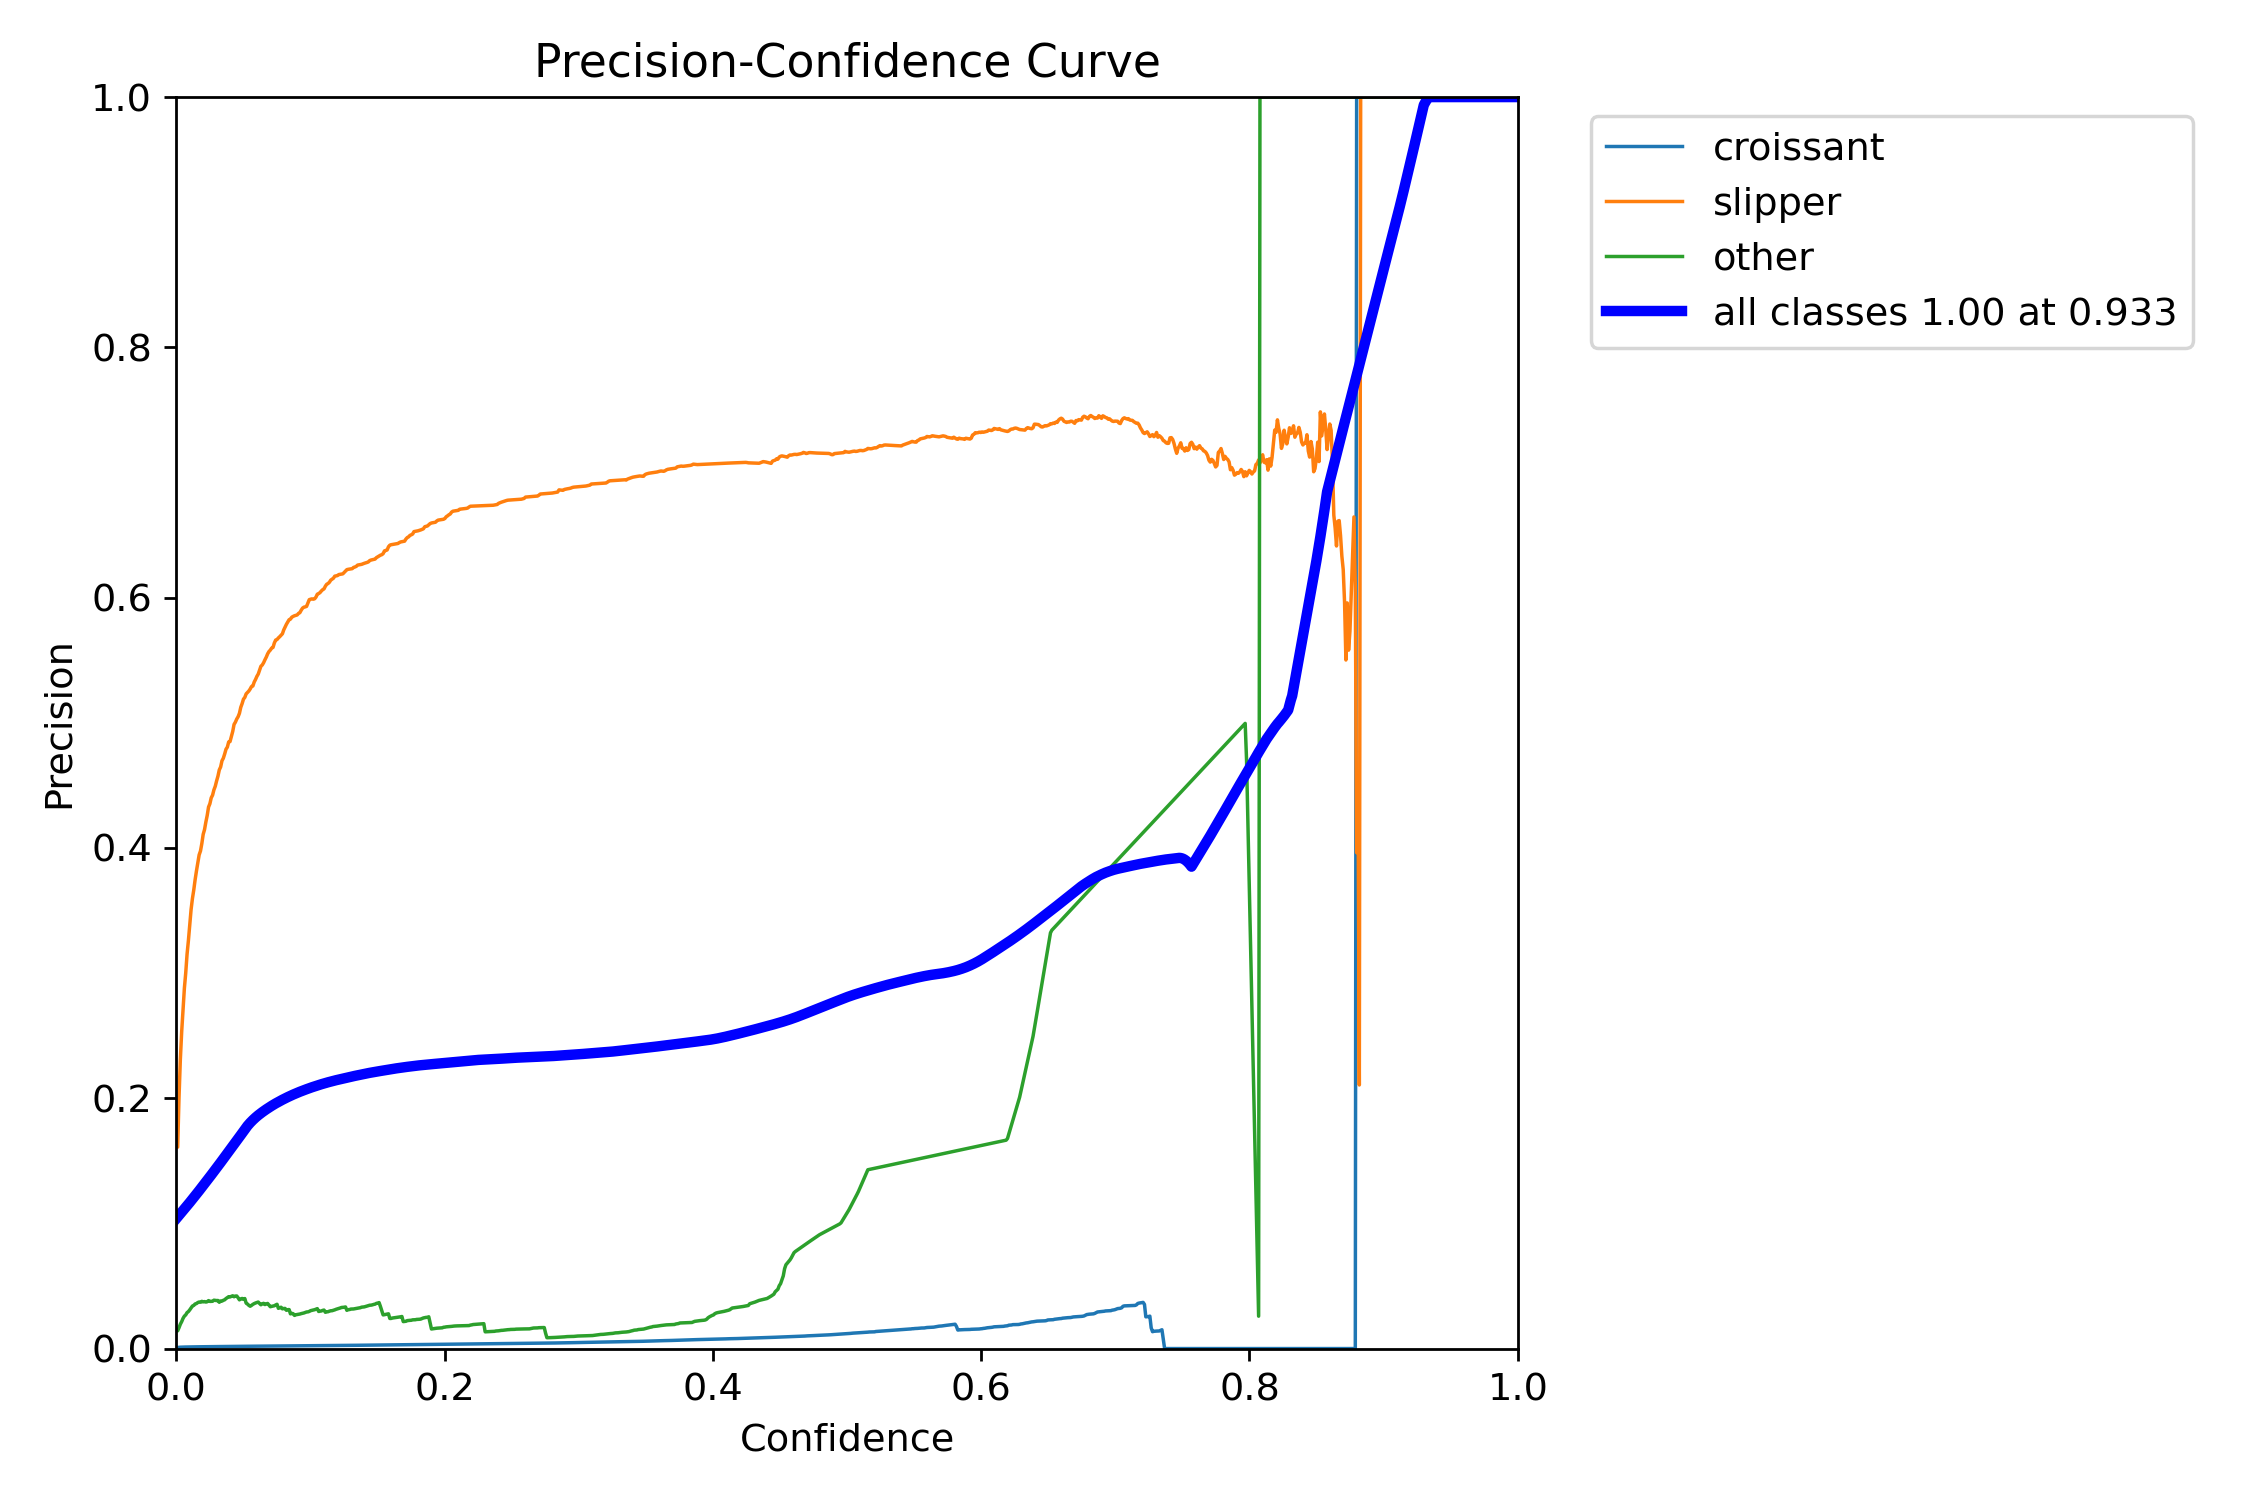 Precision-Confidence Curve
1.0
0.8
0.6
0.4
0.2
0.0
Precision
0.0 0.2 0.4 0.6 0.8 1.0
Confidence
croissant
slipper
other
all classes 1.00 at 0.933